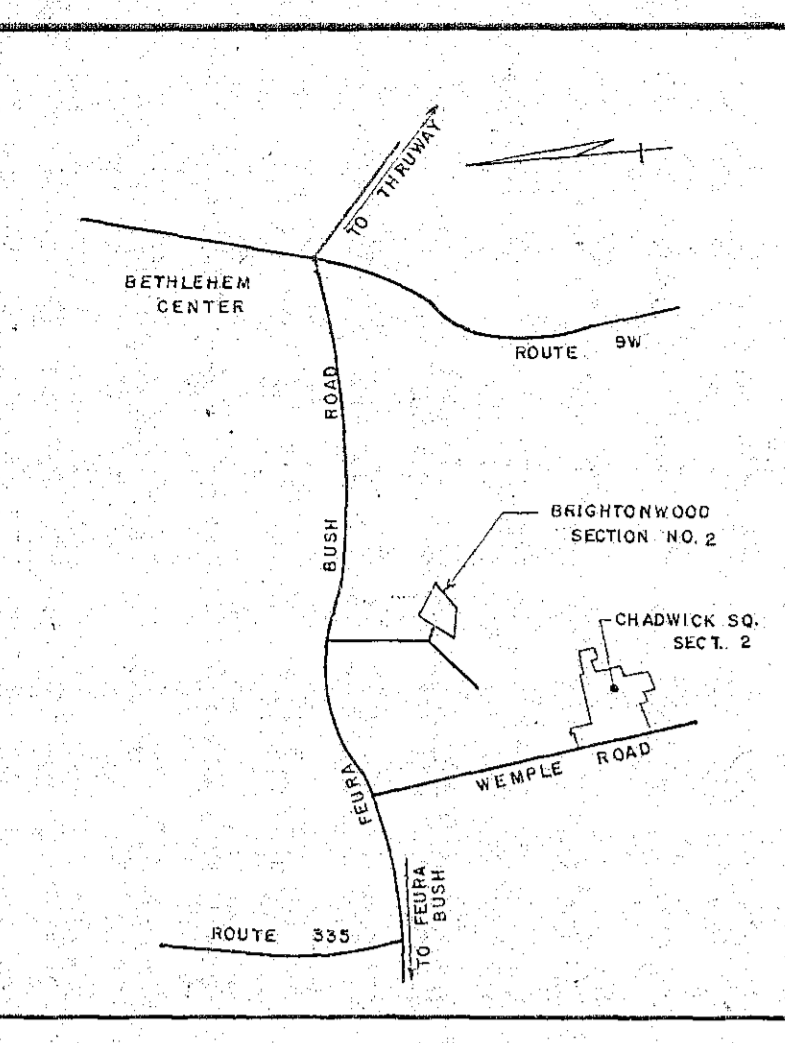 TO THRUWAY
BETHLEHEM
CENTER
ROUTE 9W
FEURA BUSH ROAD
BRIGHTONWOOD
SECTION NO. 2
CHADWICK SQ.
SECT. 2
WEMPLE ROAD
TO FEURA
BUSH
ROUTE 335